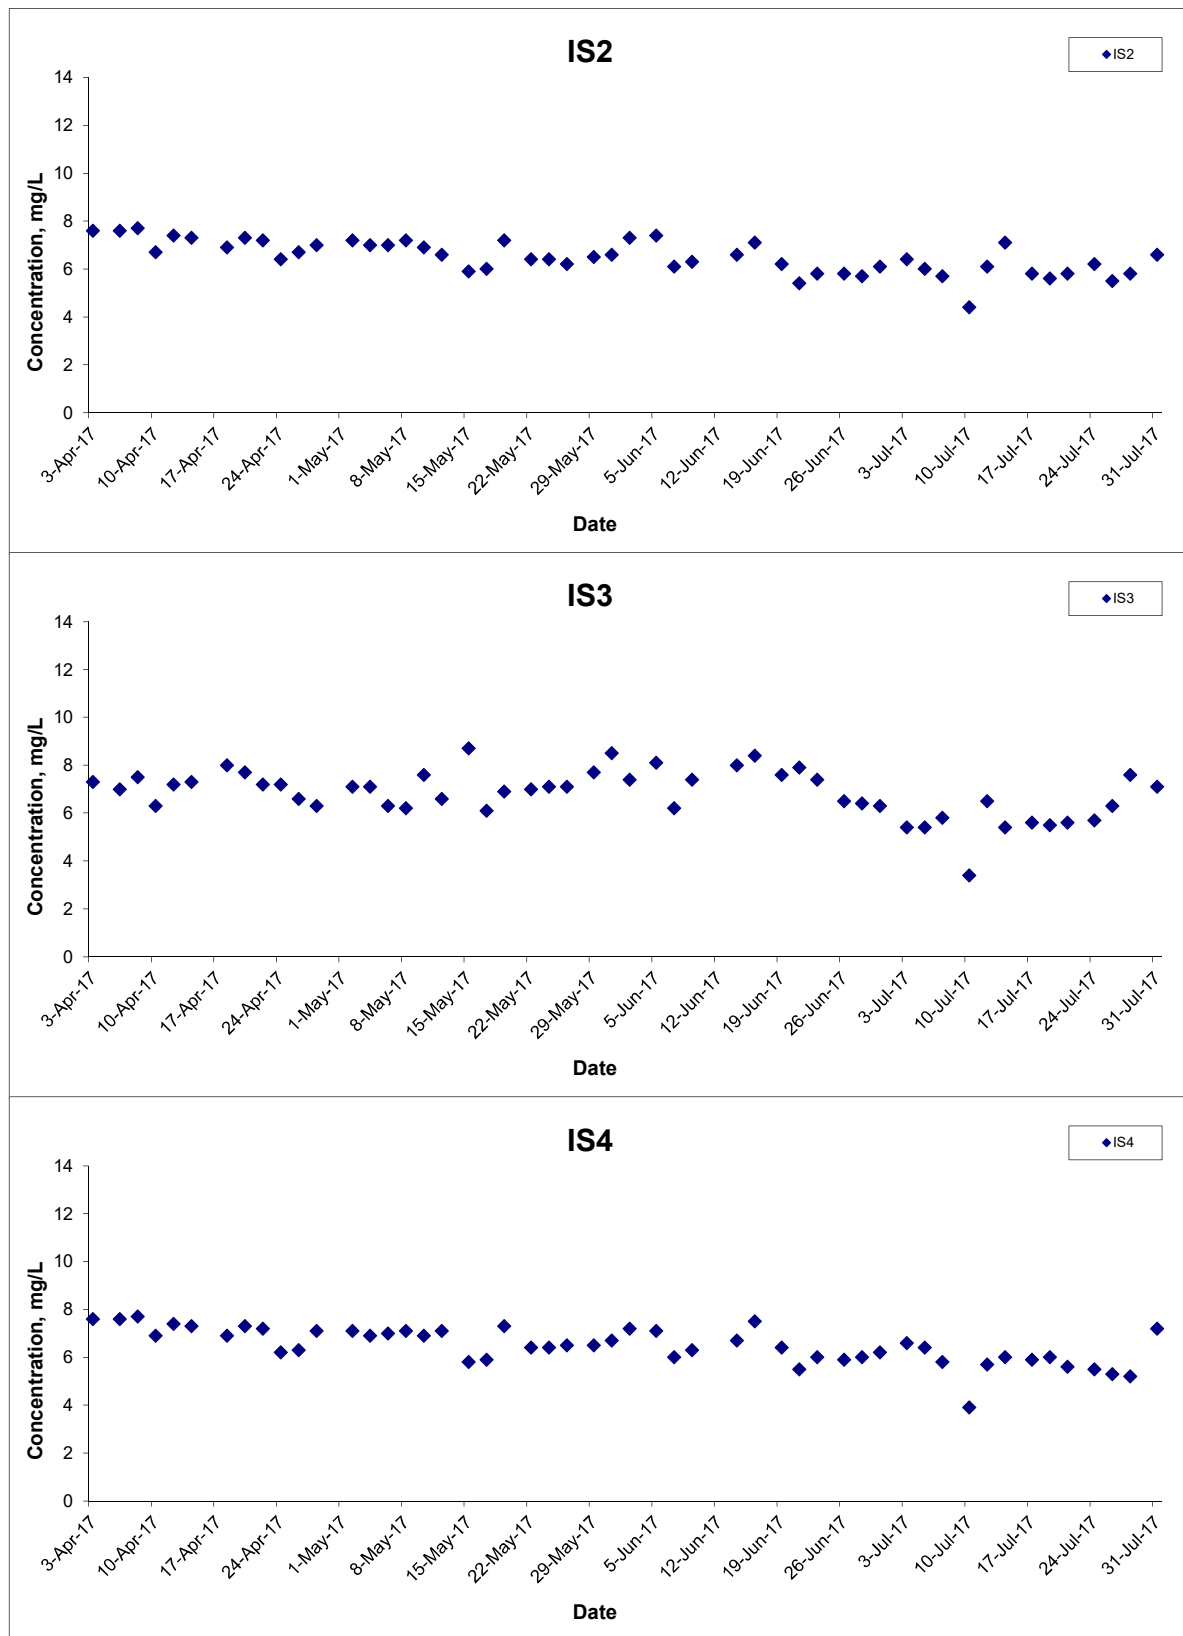 IS2
IS2
14
12
10
8
6
4
2
0
Concentration, mg/L
3-Apr-17
10-Apr-17
17-Apr-17
24-Apr-17
1-May-17
8-May-17
15-May-17
22-May-17
29-May-17
5-Jun-17
12-Jun-17
19-Jun-17
26-Jun-17
3-Jul-17
10-Jul-17
17-Jul-17
24-Jul-17
31-Jul-17
Date
IS3
IS3
14
12
10
8
6
4
2
0
Concentration, mg/L
3-Apr-17
10-Apr-17
17-Apr-17
24-Apr-17
1-May-17
8-May-17
15-May-17
22-May-17
29-May-17
5-Jun-17
12-Jun-17
19-Jun-17
26-Jun-17
3-Jul-17
10-Jul-17
17-Jul-17
24-Jul-17
31-Jul-17
Date
IS4
IS4
14
12
10
8
6
4
2
0
Concentration, mg/L
3-Apr-17
10-Apr-17
17-Apr-17
24-Apr-17
1-May-17
8-May-17
15-May-17
22-May-17
29-May-17
5-Jun-17
12-Jun-17
19-Jun-17
26-Jun-17
3-Jul-17
10-Jul-17
17-Jul-17
24-Jul-17
31-Jul-17
Date